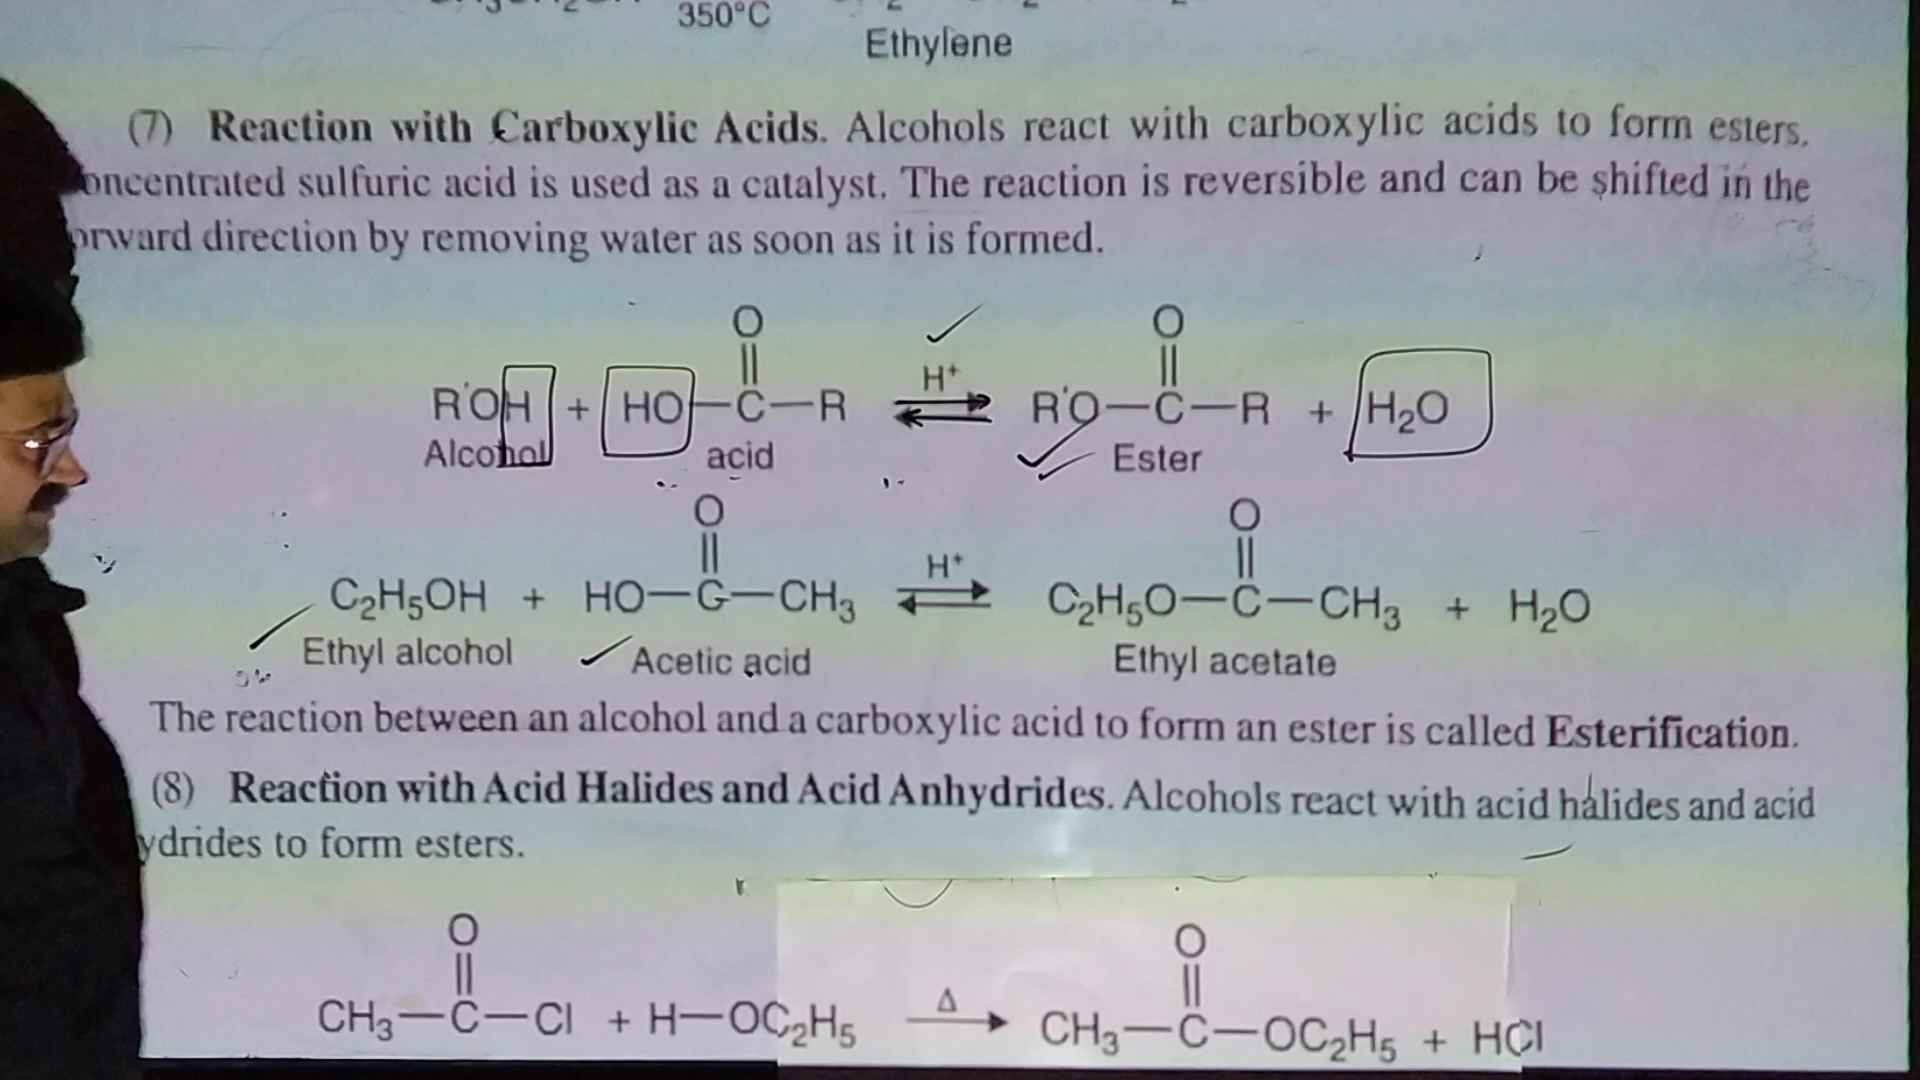 350°C
Ethylene
(7) Reaction with Carboxylic Acids. Alcohols react with carboxylic acids to form esters.
oncentrated sulfuric acid is used as a catalyst. The reaction is reversible and can be shifted in the
orward direction by removing water as soon as it is formed.
O O
R'OH + HO—C—R H⁺ ⇌ R'O—C—R + H₂O
Alcohol acid Ester
O O
C₂H₅OH + HO—C—CH₃ H⁺ ⇌ C₂H₅O—C—CH₃ + H₂O
Ethyl alcohol Acetic acid Ethyl acetate
The reaction between an alcohol and a carboxylic acid to form an ester is called Esterification.
(8) Reaction with Acid Halides and Acid Anhydrides. Alcohols react with acid halides and acid
ydrides to form esters.
O O
CH₃—C—Cl + H—OC₂H₅ Δ → CH₃—C—OC₂H₅ + HCl